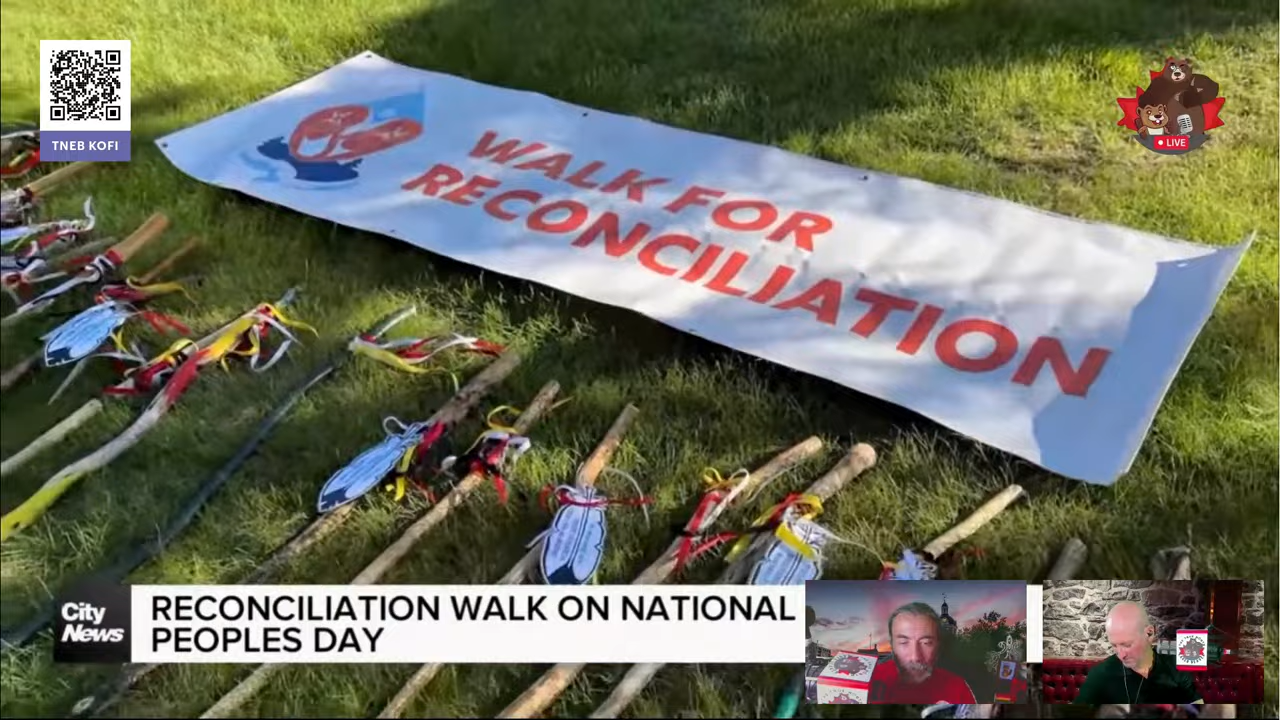 TNEB KOFI
LIVE
WALK FOR
RECONCILIATION
City
News
RECONCILIATION WALK ON NATIONAL
PEOPLES DAY